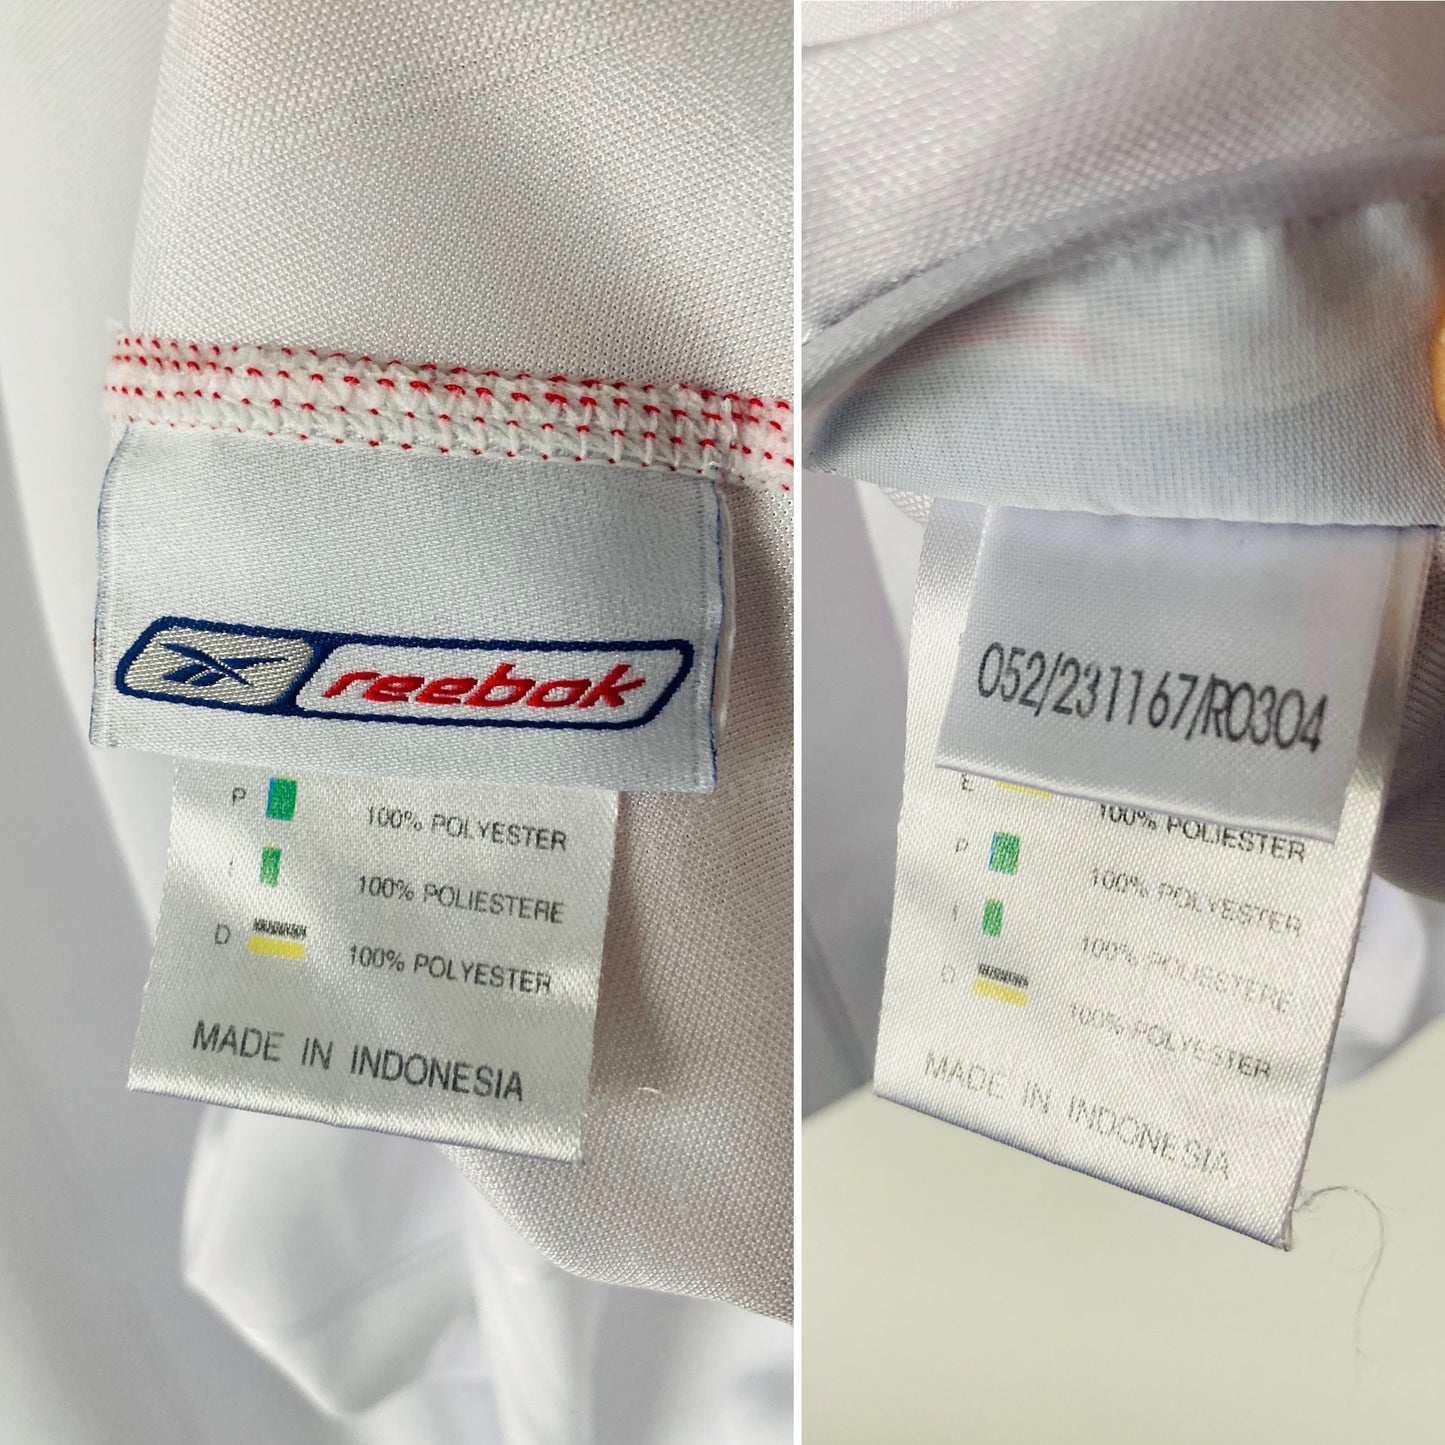 reebok
P 100% POLYESTER
I 100% POLIESTERE
D 100% POLYESTER
MADE IN INDONESIA
052/231167/R0304
E 100% POLIESTER
P 100% POLYESTER
I 100% POLIESTERE
D 100% POLYESTER
MADE IN INDONESIA